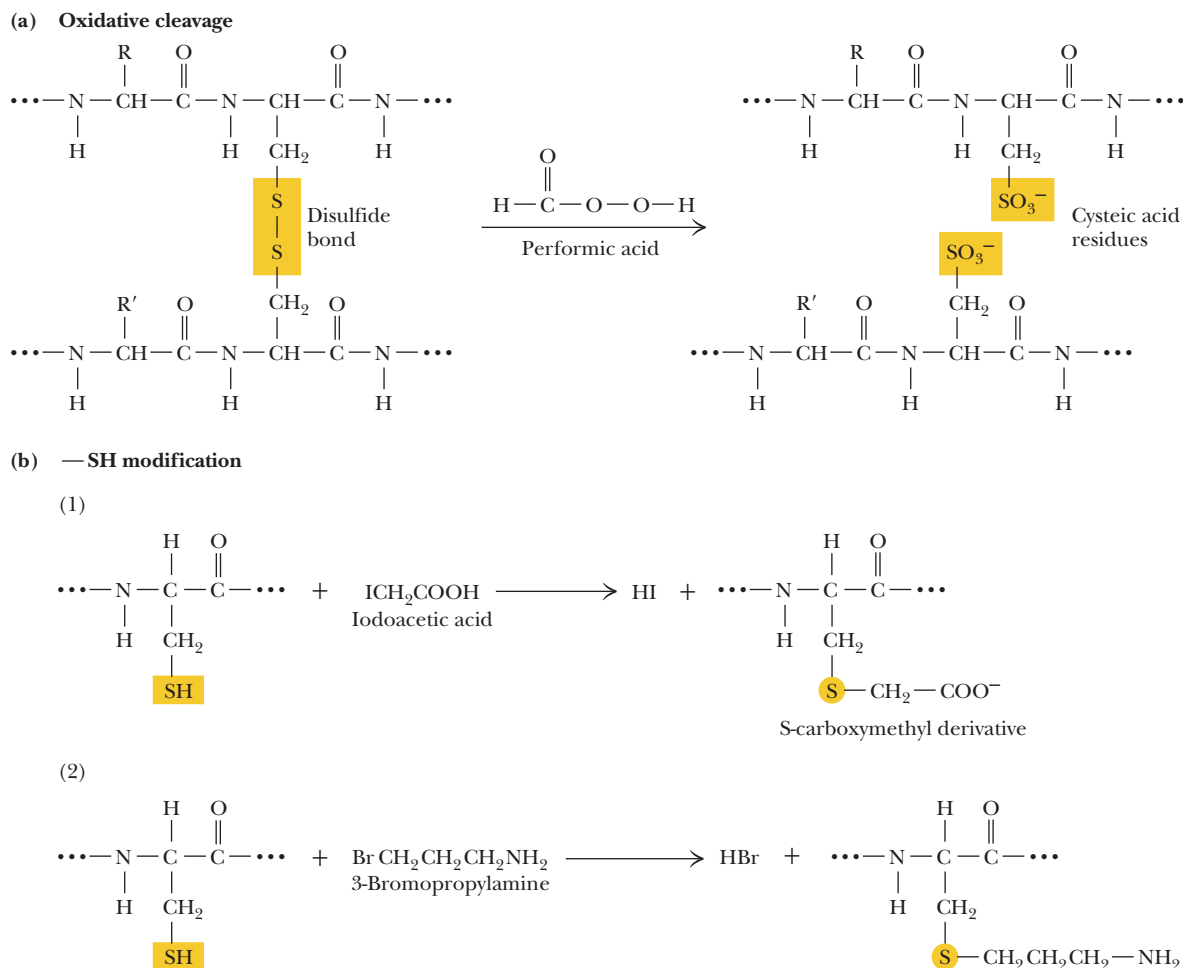 (a) Oxidative cleavage
R O O
•••—N—CH—C—N—CH—C—N—•••
H H CH₂ H
S
S
Disulfide
bond
CH₂
R′ O O
•••—N—CH—C—N—CH—C—N—•••
H H H
O
H—C—O—O—H
Performic acid
R O O
•••—N—CH—C—N—CH—C—N—•••
H H CH₂ H
SO₃⁻
SO₃⁻
Cysteic acid
residues
R′ O CH₂ O
•••—N—CH—C—N—CH—C—N—•••
H H H
(b) —SH modification
(1)
H O
•••—N—C—C—•••
H CH₂
SH
+ ICH₂COOH
Iodoacetic acid
HI +
H O
•••—N—C—C—•••
H CH₂
S—CH₂—COO⁻
S-carboxymethyl derivative
(2)
H O
•••—N—C—C—•••
H CH₂
SH
+ BrCH₂CH₂CH₂NH₂
3-Bromopropylamine
HBr +
H O
•••—N—C—C—•••
H CH₂
S—CH₂CH₂CH₂—NH₂